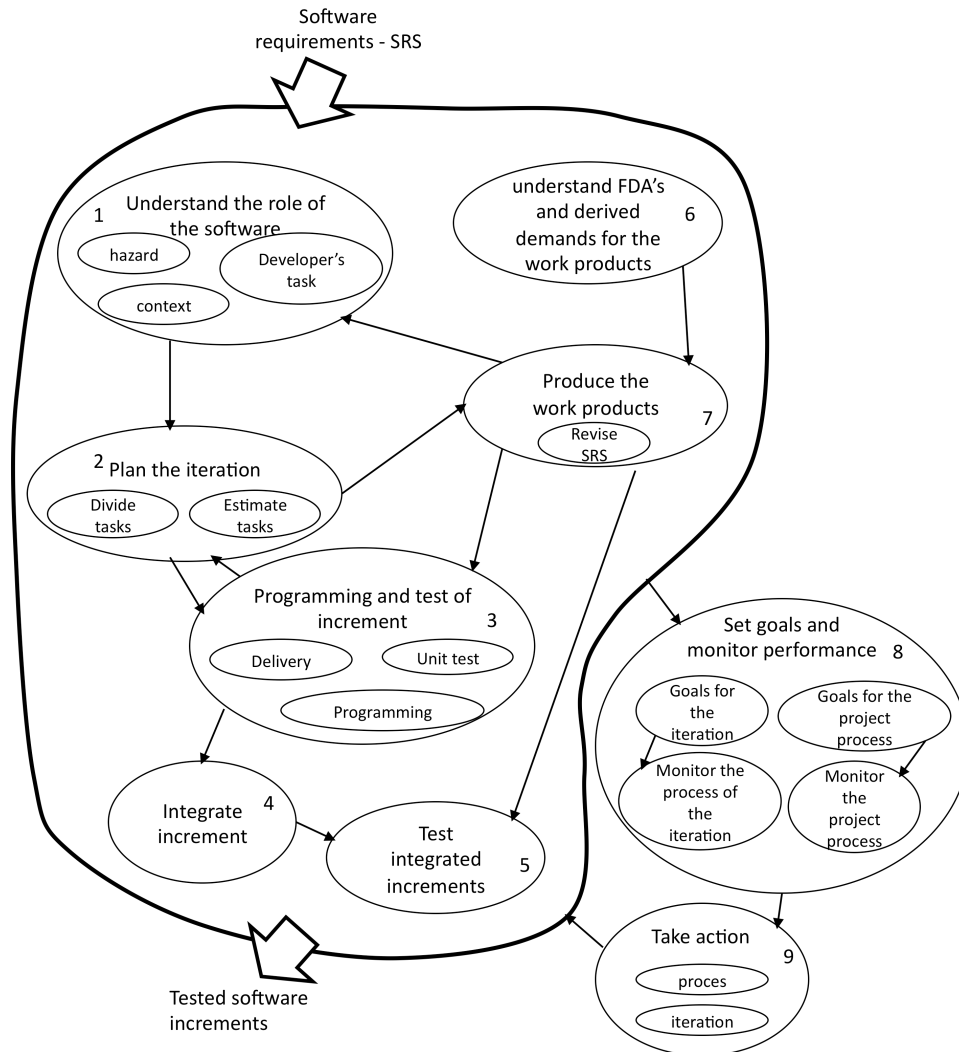 Software
requirements - SRS
1
Understand the role of
the software
hazard
Developer's
task
context
understand FDA's
and derived
demands for the
work products
6
Produce the
work products
7
Revise
SRS
2
Plan the iteration
Divide
tasks
Estimate
tasks
Programming and test of
increment
3
Delivery
Unit test
Programming
Set goals and
monitor performance
8
Goals for
the
iteration
Goals for the
project
process
Monitor the
process of
the
iteration
Monitor
the
project
process
Integrate
increment
4
Test
integrated
increments
5
Take action
9
proces
iteration
Tested software
increments